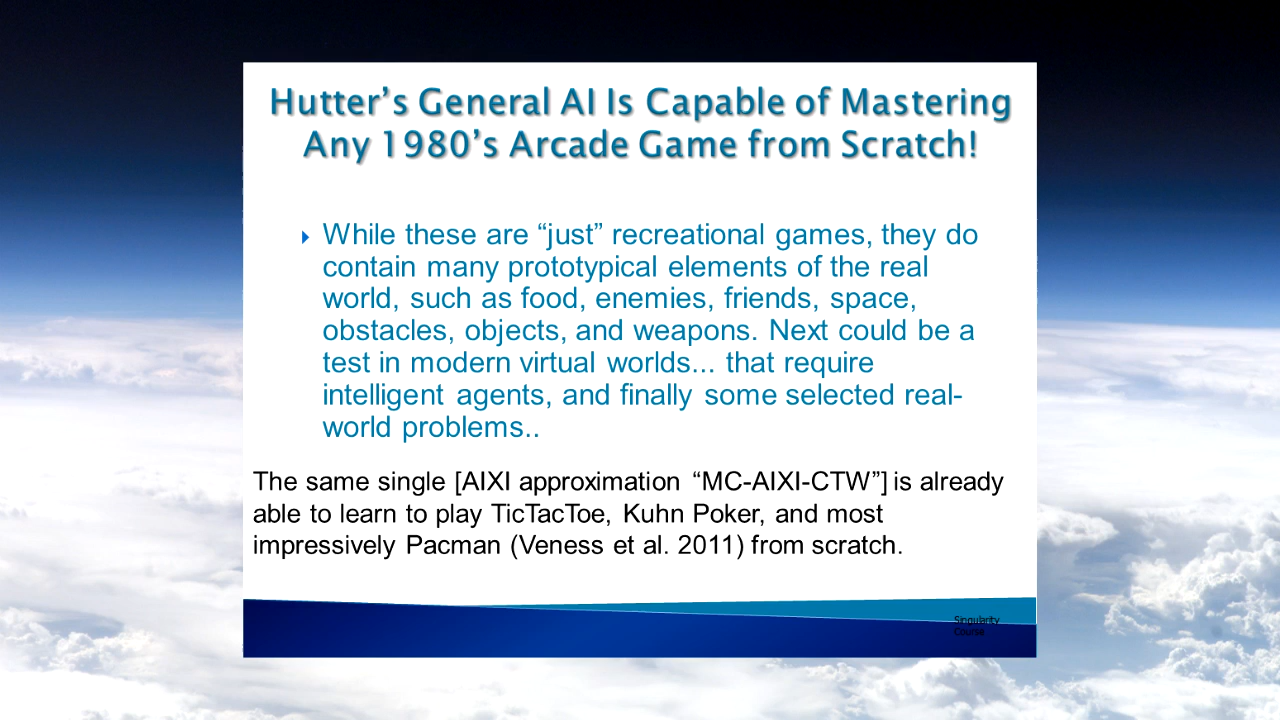 Hutter’s General AI Is Capable of Mastering
Any 1980’s Arcade Game from Scratch!
While these are “just” recreational games, they do
contain many prototypical elements of the real
world, such as food, enemies, friends, space,
obstacles, objects, and weapons. Next could be a
test in modern virtual worlds... that require
intelligent agents, and finally some selected real-
world problems..
The same single [AIXI approximation “MC-AIXI-CTW”] is already
able to learn to play TicTacToe, Kuhn Poker, and most
impressively Pacman (Veness et al. 2011) from scratch.
Singularity
Course